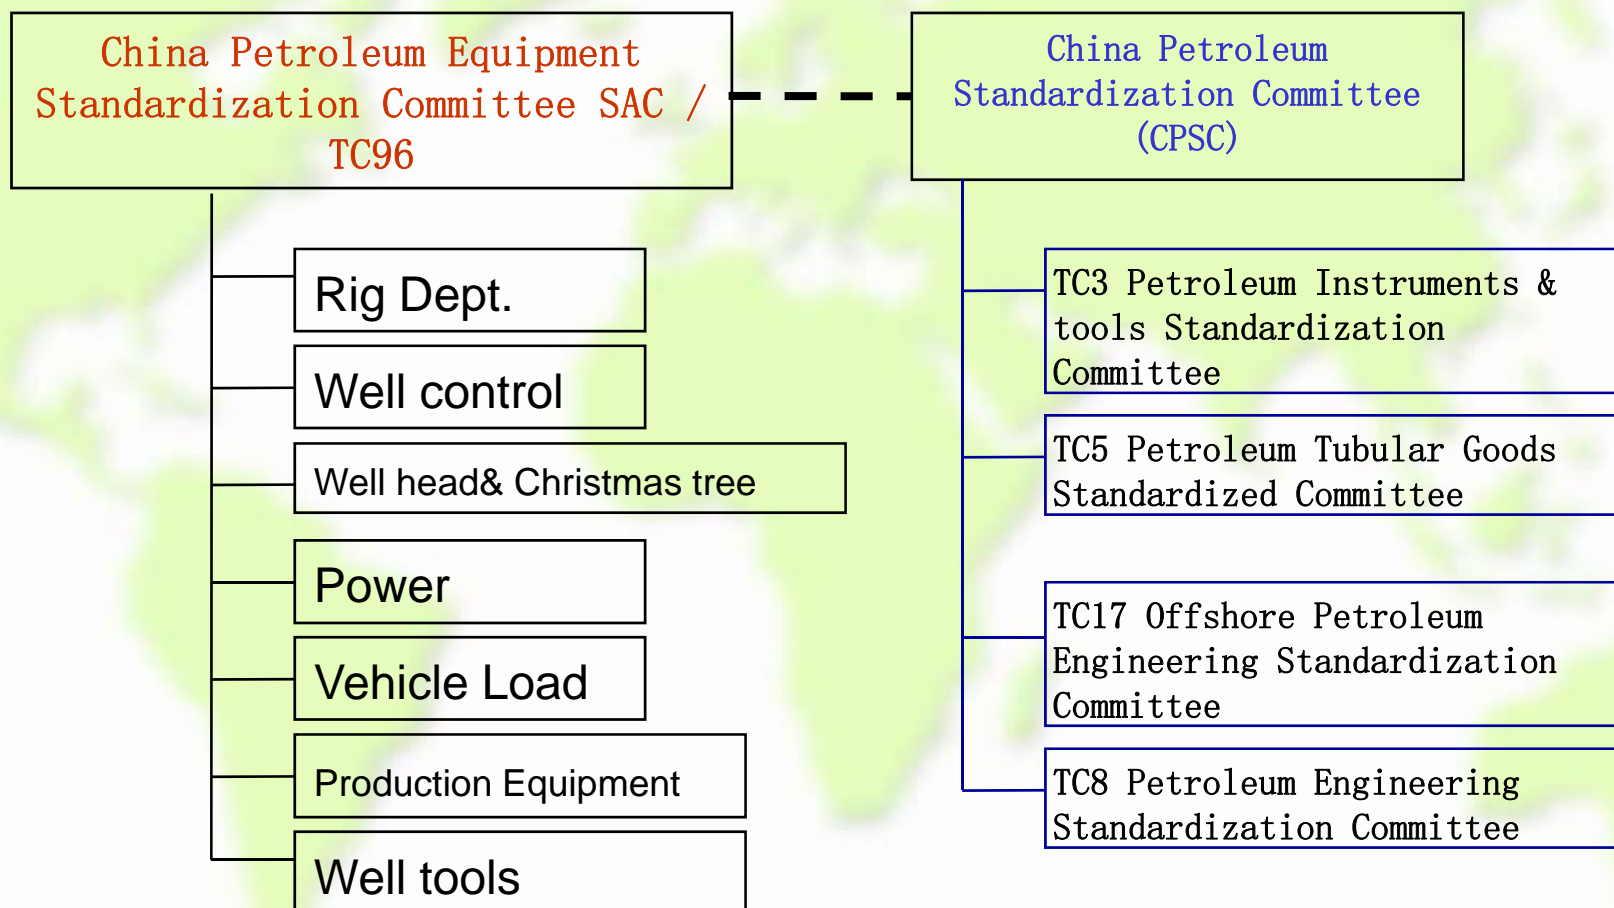 China Petroleum Equipment
Standardization Committee SAC /
TC96
China Petroleum
Standardization Committee
(CPSC)
Rig Dept.
Well control
Well head& Christmas tree
Power
Vehicle Load
Production Equipment
Well tools
TC3 Petroleum Instruments &
tools Standardization
Committee
TC5 Petroleum Tubular Goods
Standardized Committee
TC17 Offshore Petroleum
Engineering Standardization
Committee
TC8 Petroleum Engineering
Standardization Committee